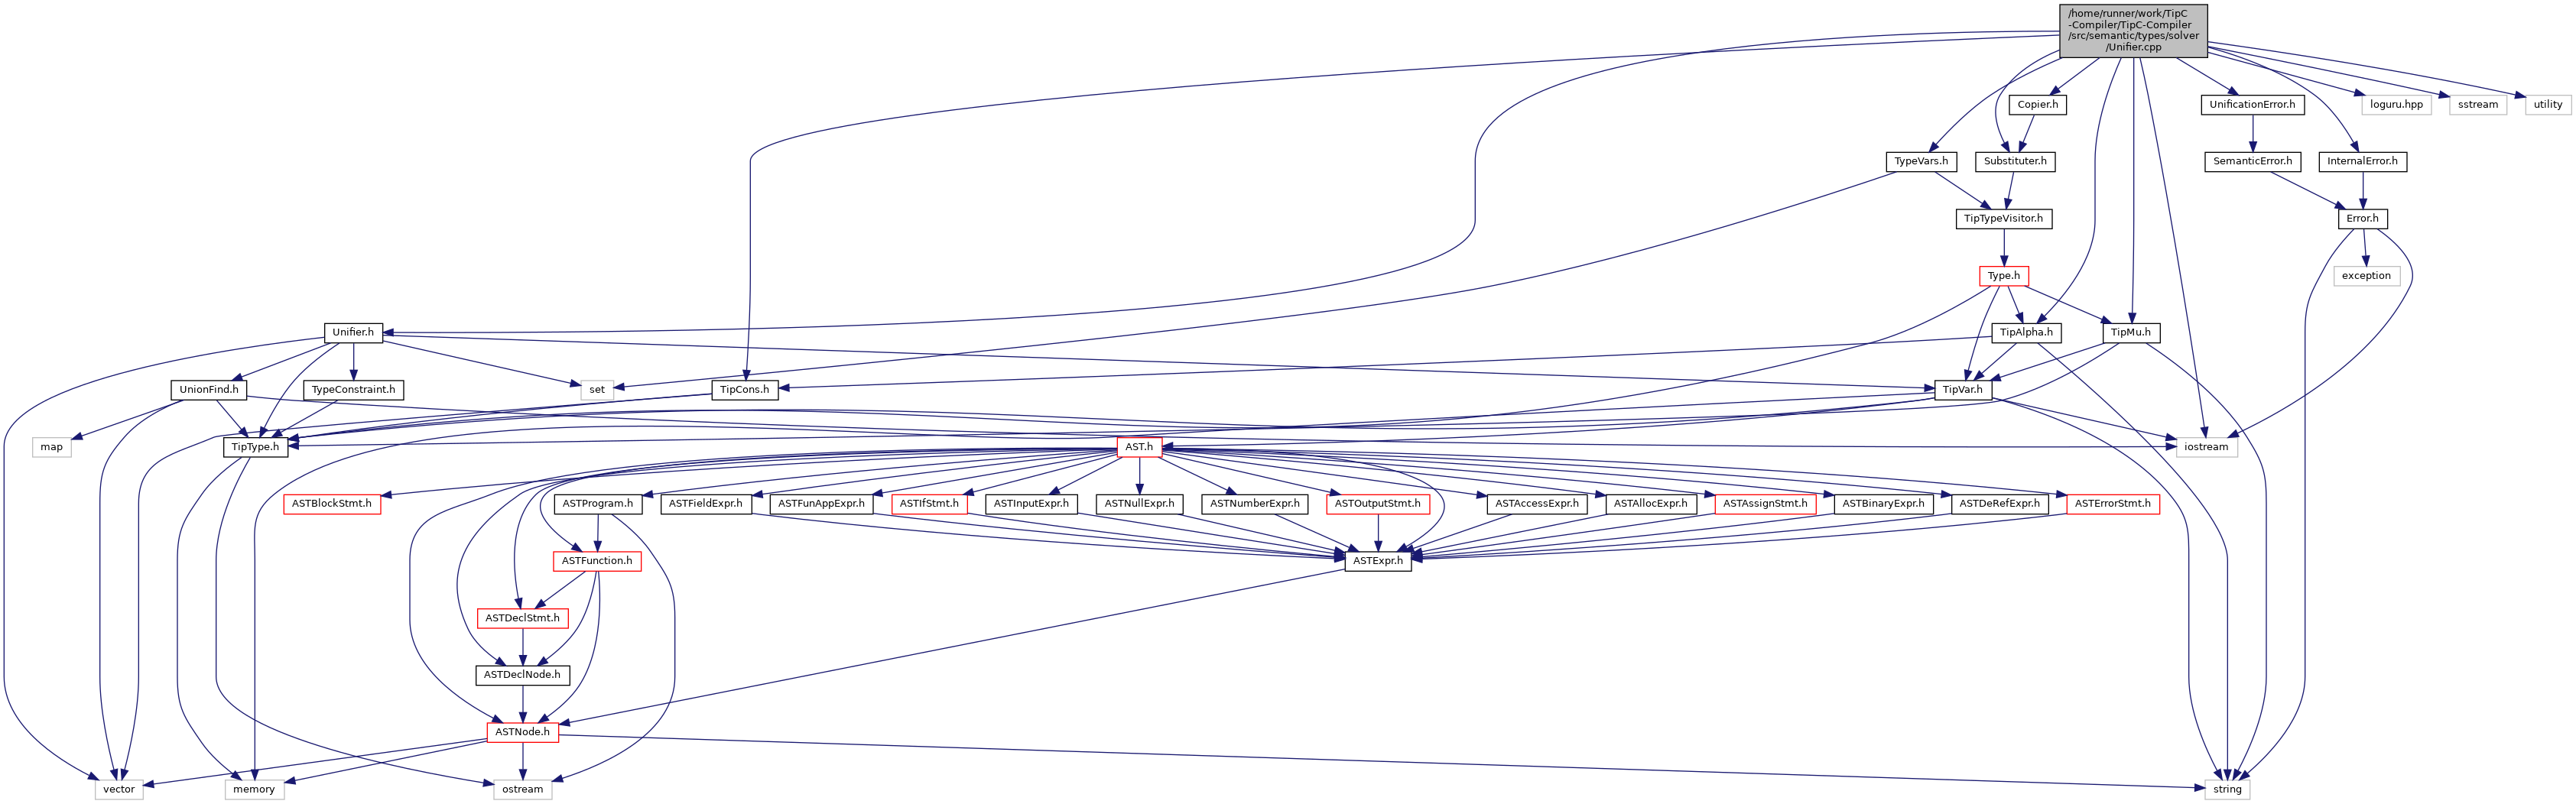 /home/runner/work/TipC
-Compiler/TipC-Compiler
/src/semantic/types/solver
/Unifier.cpp
Copier.h
UnificationError.h
loguru.hpp
sstream
utility
TypeVars.h
Substituter.h
SemanticError.h
InternalError.h
TipTypeVisitor.h
Error.h
Type.h
exception
Unifier.h
TipAlpha.h
TipMu.h
UnionFind.h
TypeConstraint.h
set
TipCons.h
TipVar.h
map
TipType.h
AST.h
iostream
ASTBlockStmt.h
ASTProgram.h
ASTFieldExpr.h
ASTFunAppExpr.h
ASTIfStmt.h
ASTInputExpr.h
ASTNullExpr.h
ASTNumberExpr.h
ASTOutputStmt.h
ASTAccessExpr.h
ASTAllocExpr.h
ASTAssignStmt.h
ASTBinaryExpr.h
ASTDeRefExpr.h
ASTErrorStmt.h
ASTFunction.h
ASTExpr.h
ASTDeclStmt.h
ASTDeclNode.h
ASTNode.h
vector
memory
ostream
string